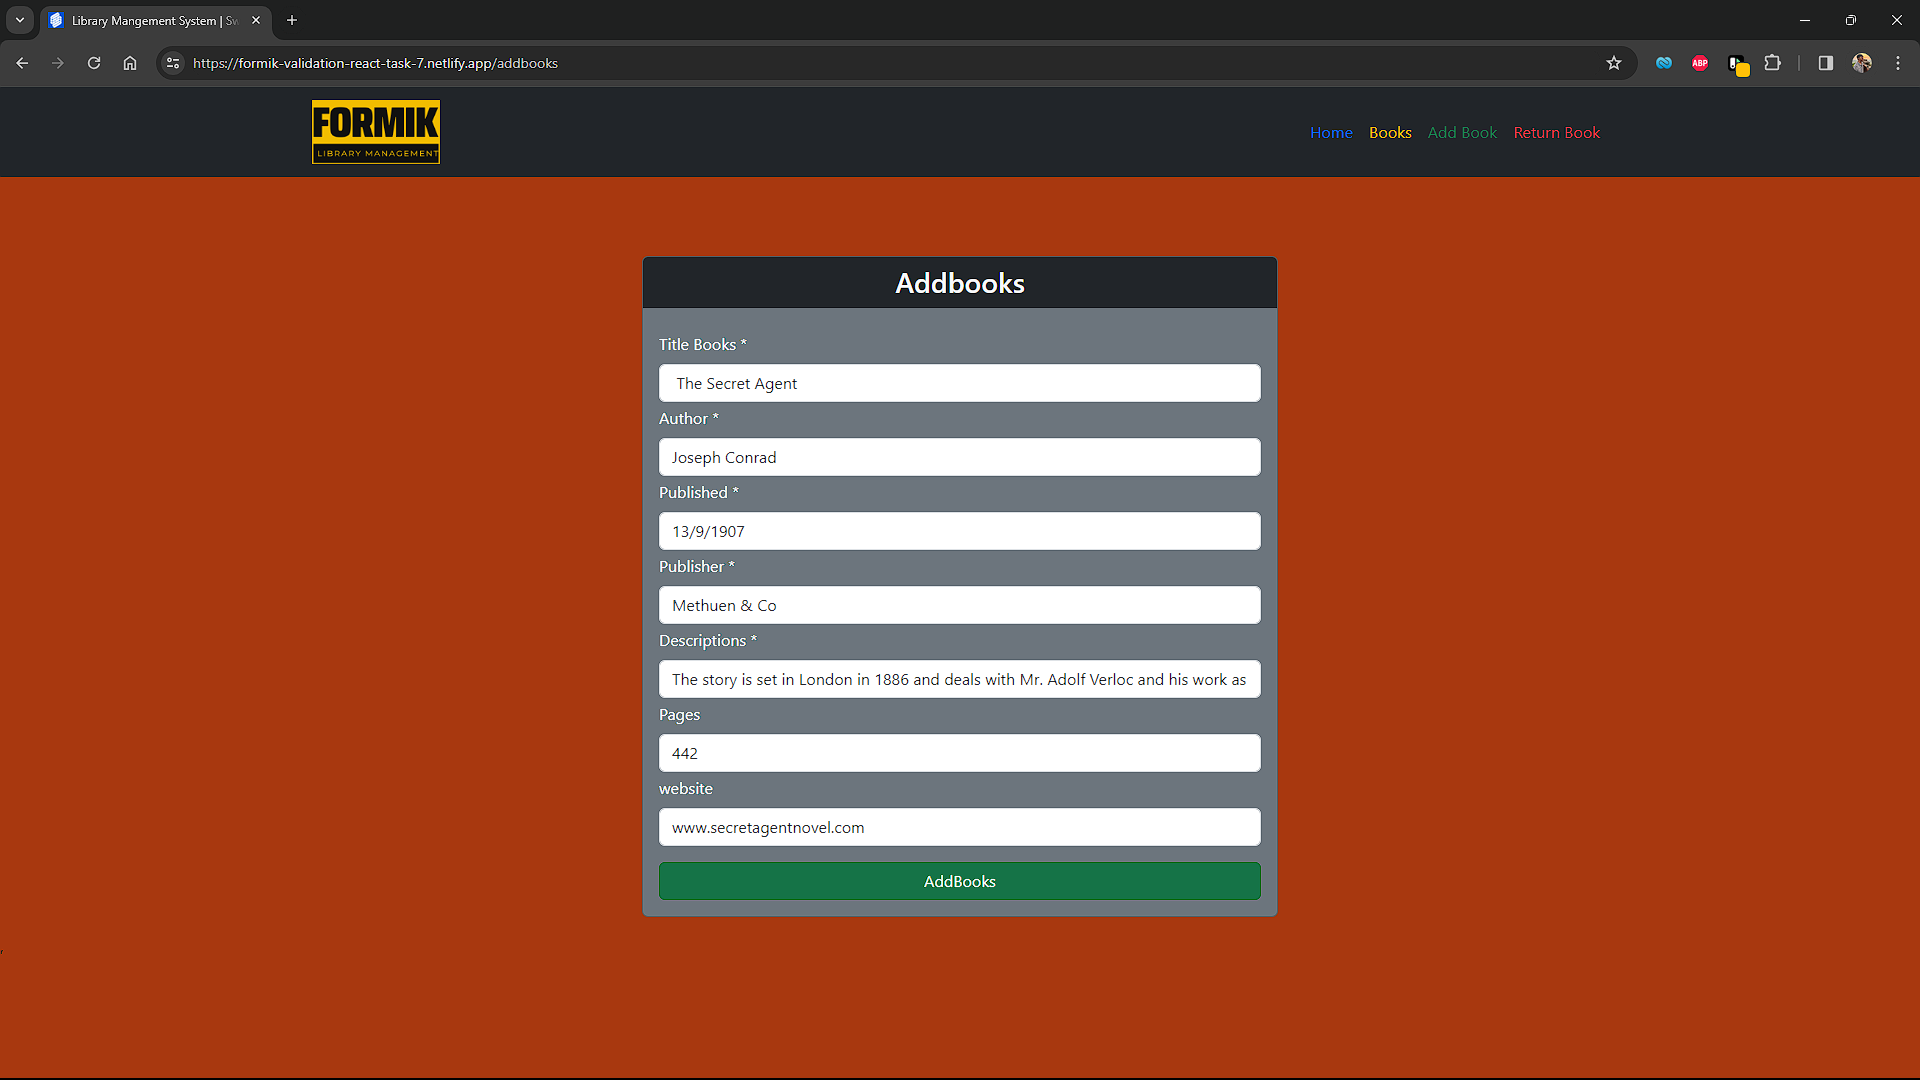 Library Mangement System | Sw
https://formik-validation-react-task-7.netlify.app/addbooks
ABP
FORMIK
LIBRARY MANAGEMENT
Home Books Add Book Return Book
Addbooks
Title Books *
The Secret Agent
Author *
Joseph Conrad
Published *
13/9/1907
Publisher *
Methuen & Co
Descriptions *
The story is set in London in 1886 and deals with Mr. Adolf Verloc and his work as
Pages
442
website
www.secretagentnovel.com
AddBooks
,